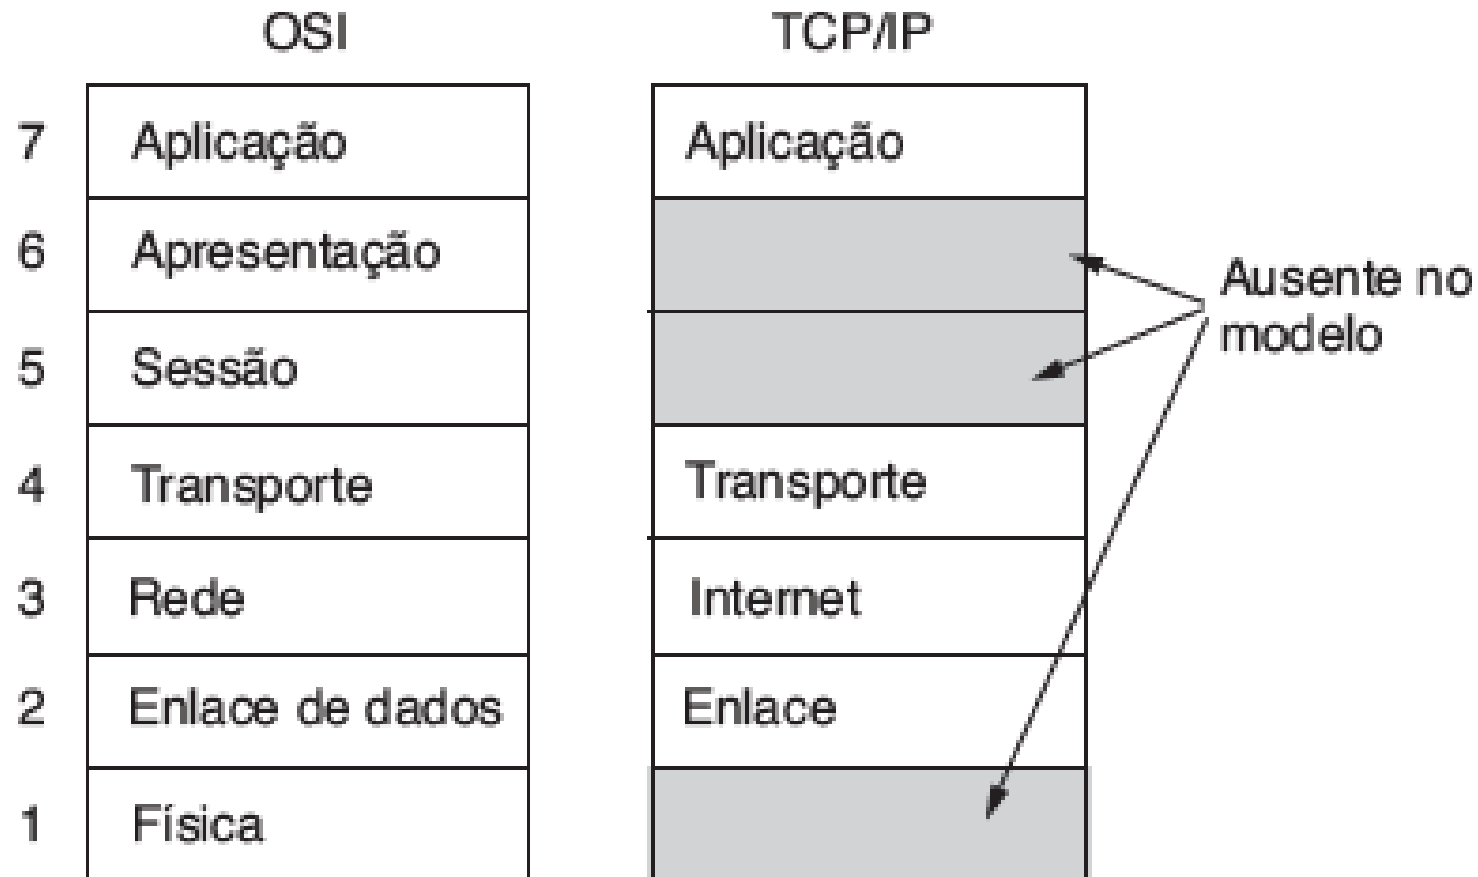 OSI
TCP/IP
7
Aplicação
Aplicação
6
Apresentação
Ausente no
modelo
5
Sessão
4
Transporte
Transporte
3
Rede
Internet
2
Enlace de dados
Enlace
1
Física